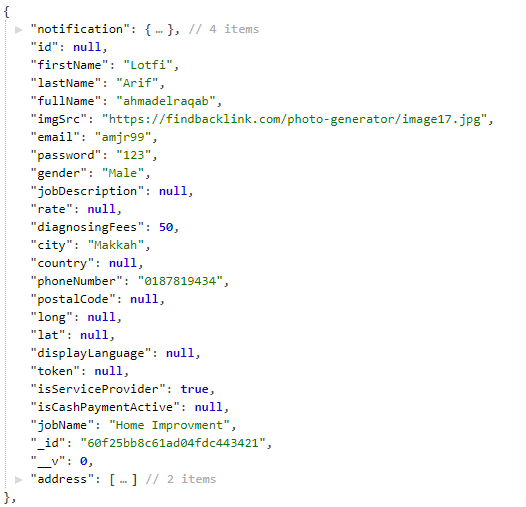 {
"notification": { … }, // 4 items
"id": null,
"firstName": "Lotfi",
"lastName": "Arif",
"fullName": "ahmadelraqab",
"imgSrc": "https://findbacklink.com/photo-generator/image17.jpg",
"email": "amjr99",
"password": "123",
"gender": "Male",
"jobDescription": null,
"rate": null,
"diagnosingFees": 50,
"city": "Makkah",
"country": null,
"phoneNumber": "0187819434",
"postalCode": null,
"long": null,
"lat": null,
"displayLanguage": null,
"token": null,
"isServiceProvider": true,
"isCashPaymentActive": null,
"jobName": "Home Improvment",
"_id": "60f25bb8c61ad04fdc443421",
"__v": 0,
"address": [ … ] // 2 items
},